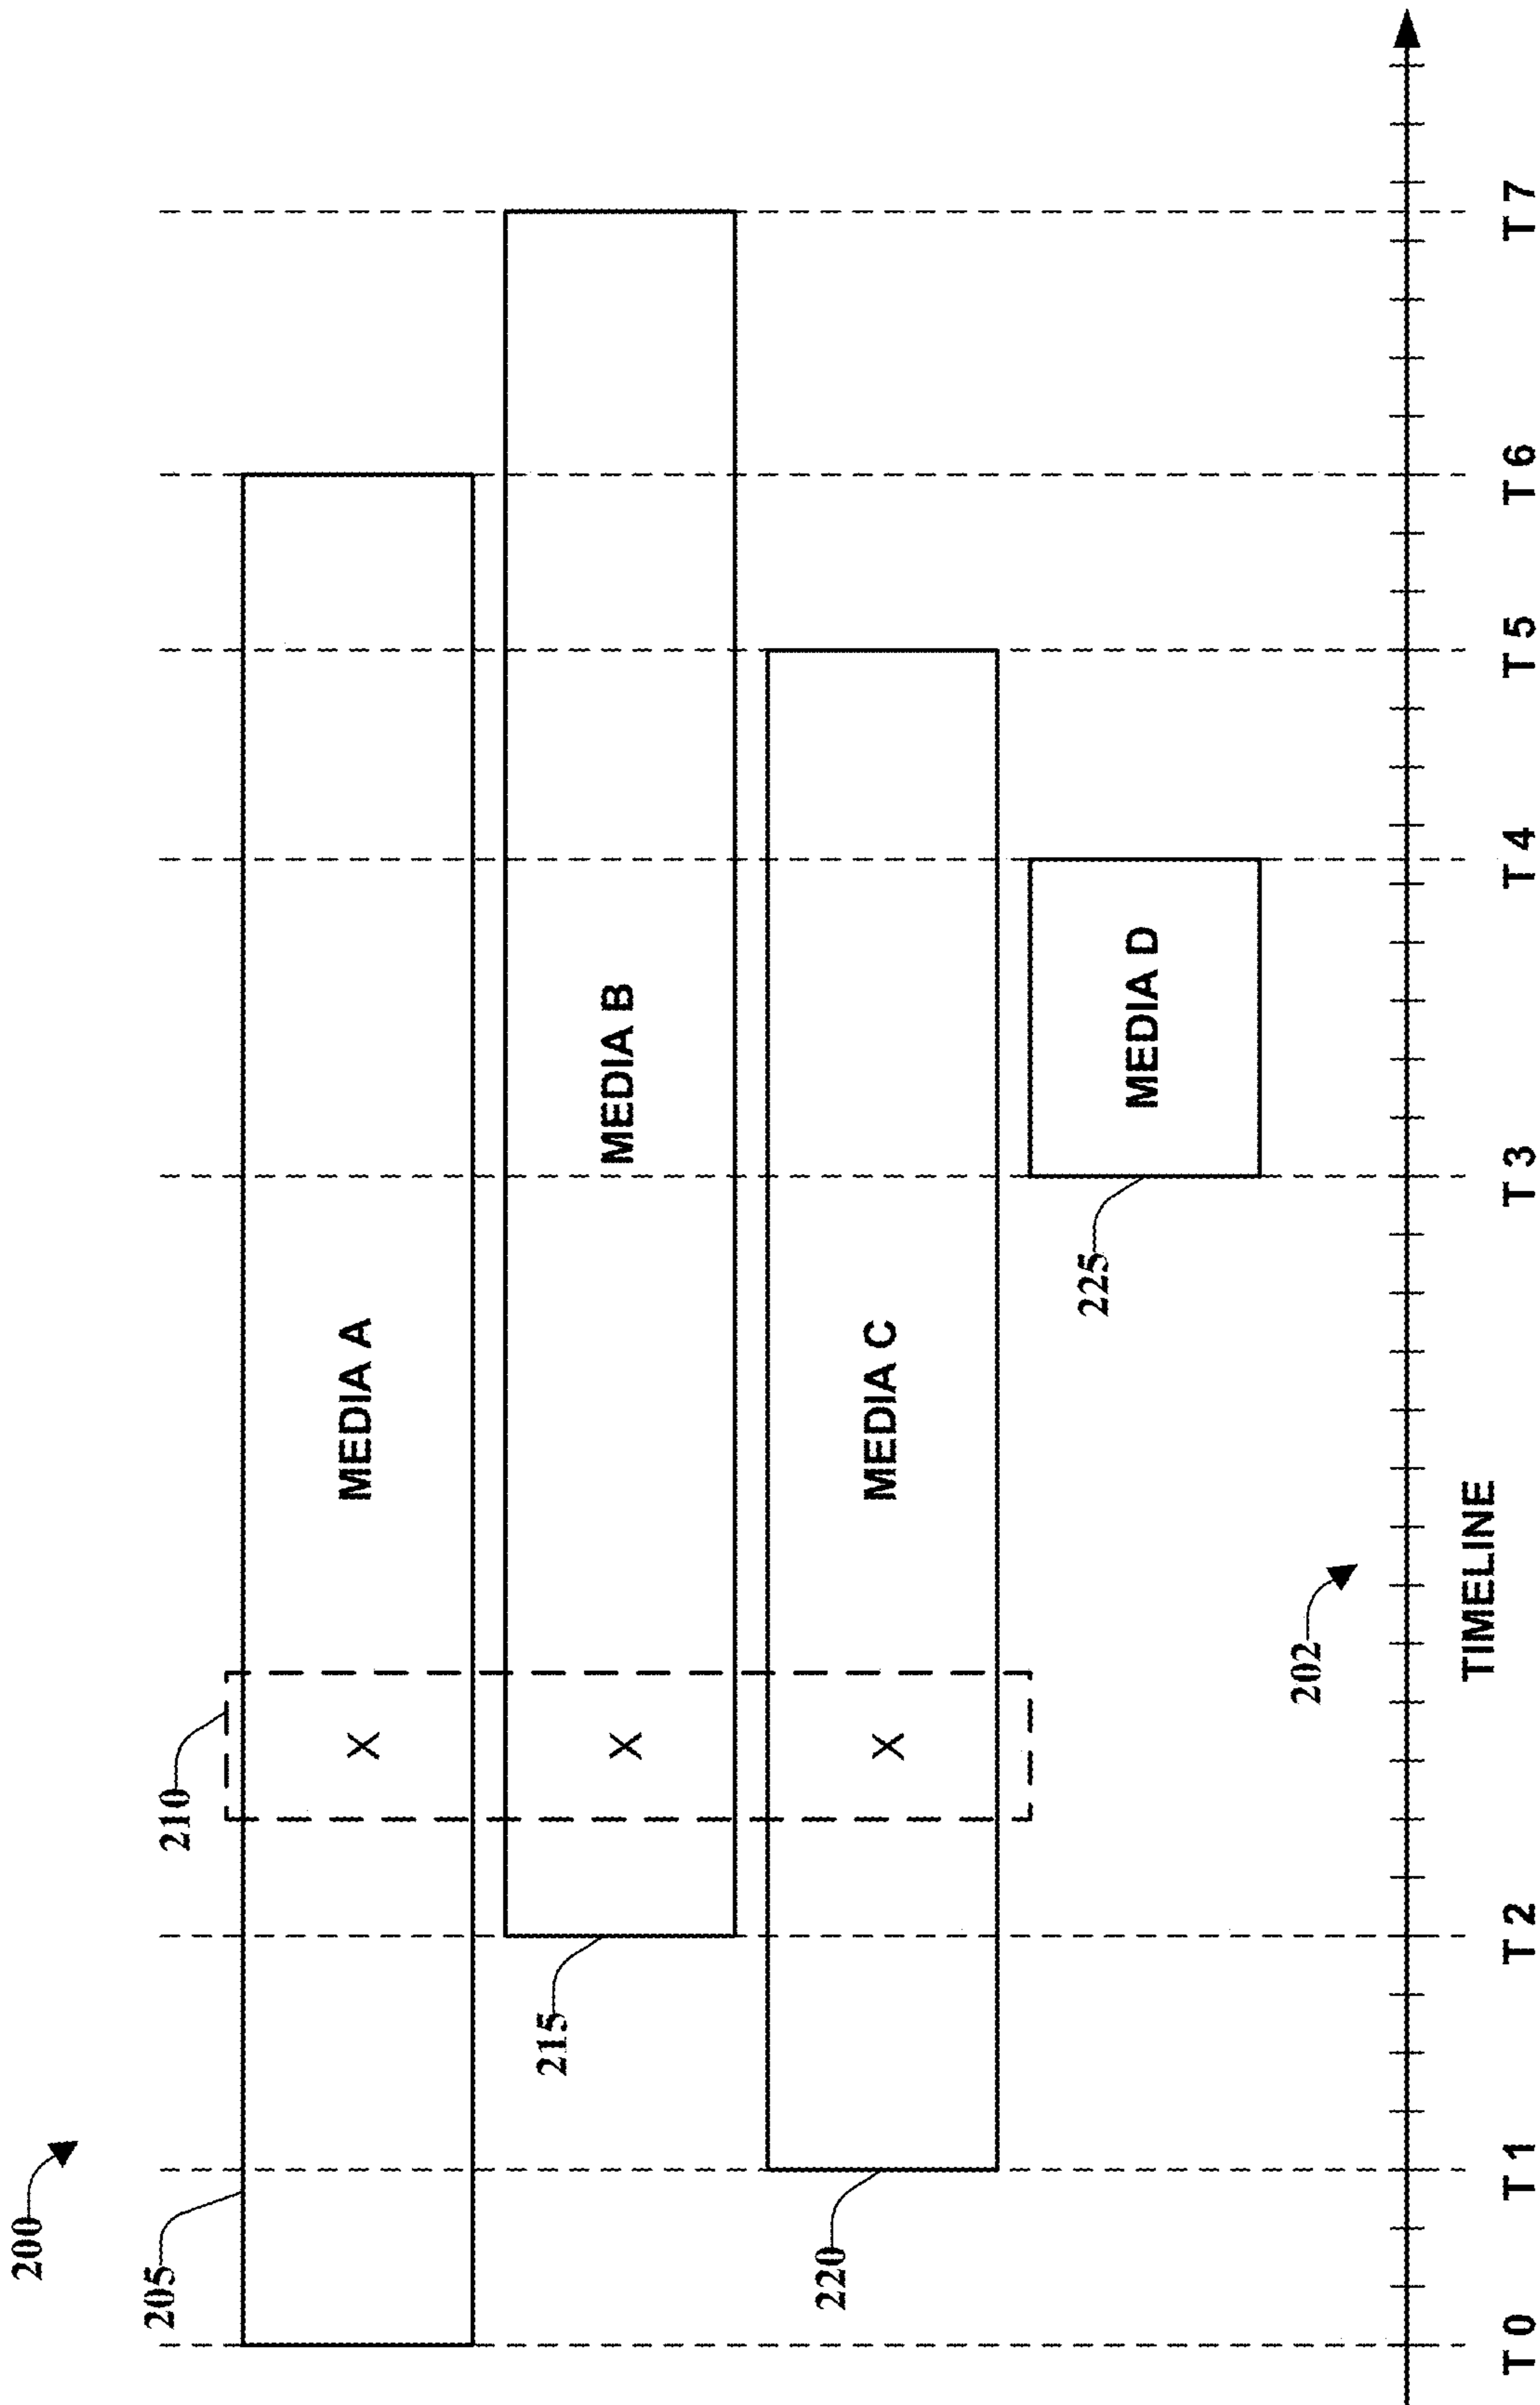 200
205
MEDIA A
210
X
215
MEDIA B
X
220
MEDIA C
X
225
MEDIA D
202
TIMELINE
T 0
T 1
T 2
T 3
T 4
T 5
T 6
T 7